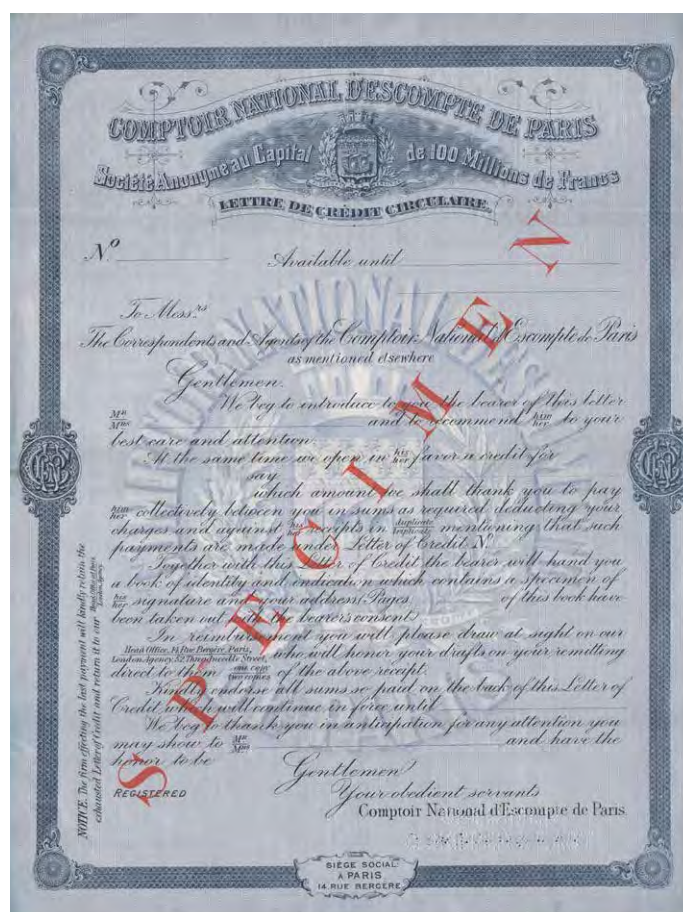 COMPTOIR NATIONAL D'ESCOMPTE DE PARIS
Société Anonyme au Capital de 100 Millions de Francs
LETTRE DE CRÉDIT CIRCULAIRE
Nº Available until
To Mess.rs
The Correspondents and Agents of the Comptoir National d'Escompte de Paris
as mentioned elsewhere
Gentlemen.
We beg to introduce to you the bearer of this letter
Mr Mrs and to recommend him her to your
best care and attention.
At the same time we open in his her favor a credit for
say
which amount we shall thank you to pay
him her collectively between you in sums as required deducting your
charges and against his her receipts in duplicate triplicate mentioning that such
payments are made under Letter of Credit Nº
Together with this Letter of Credit the bearer will hand you
a book of identity and indication which contains a specimen of
his her signature and your address (Pages of this book have
been taken out with the bearer's consent)
In reimbursement you will please draw at sight on our
Head Office, 14 Rue Bergère, Paris,
London Agency, 52 Threadneedle Street, who will honor your drafts on your remitting
direct to them one copy two copies of the above receipt.
Kindly endorse all sums so paid on the back of this Letter of
Credit which will continue in force until
We beg to thank you in anticipation for any attention you
may show to Mr Mrs and have the
honor to be
Gentlemen
Your obedient servants
REGISTERED
Comptoir National d'Escompte de Paris
NOTICE. The firm effecting the last payment will kindly retain the
exhausted Letter of Credit and return it to our Head Office of Paris London Agency
SPECIMEN
SIÈGE SOCIAL
A PARIS
14 RUE BERGÈRE